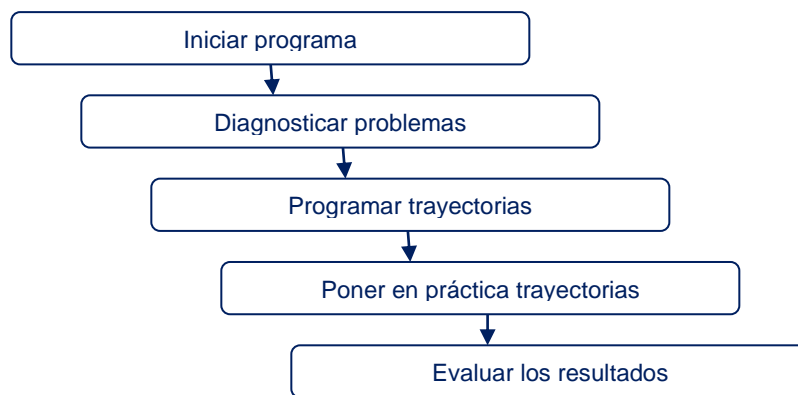 Iniciar programa
Diagnosticar problemas
Programar trayectorias
Poner en práctica trayectorias
Evaluar los resultados